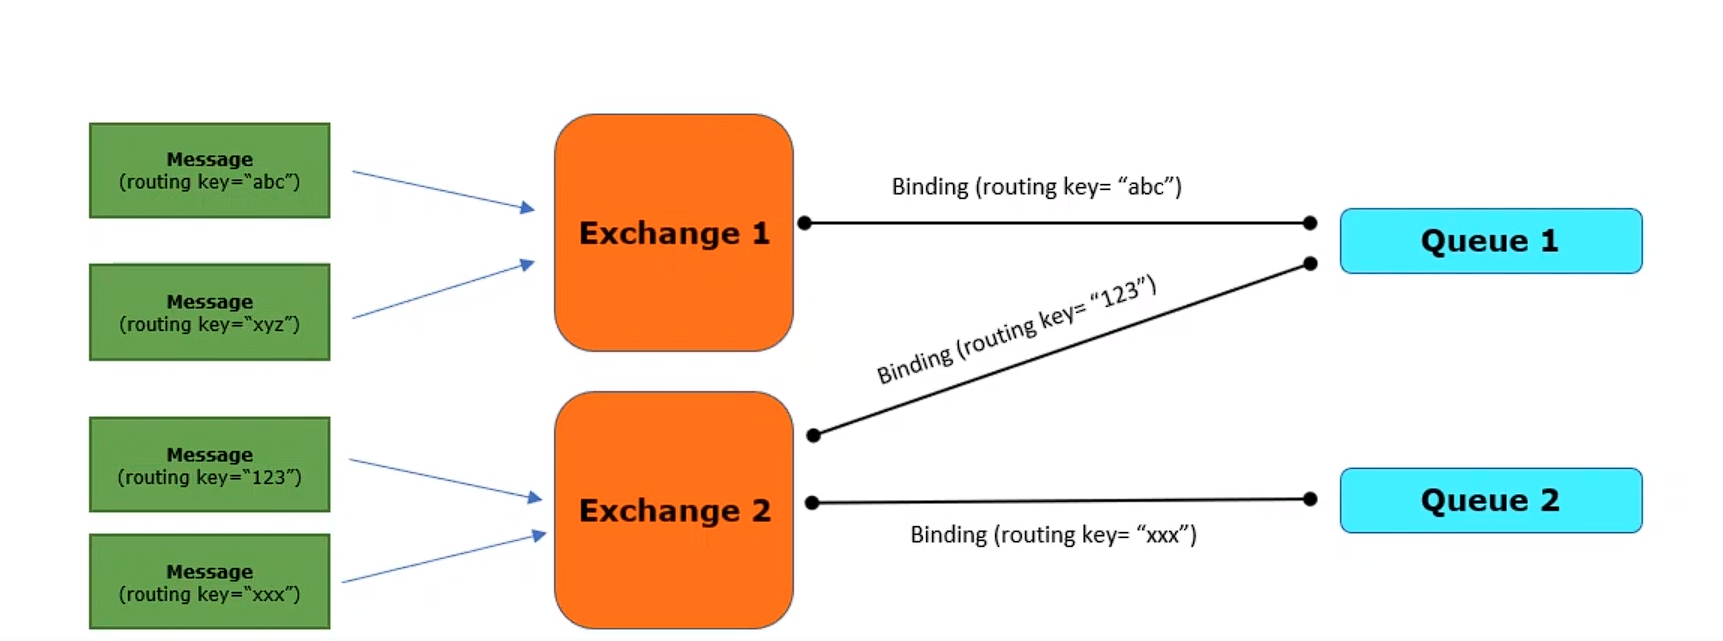 Message
(routing key=“abc”)
Message
(routing key=“xyz”)
Message
(routing key=“123”)
Message
(routing key=“xxx”)
Exchange 1
Exchange 2
Binding (routing key= “abc”)
Binding (routing key= “123”)
Binding (routing key= “xxx”)
Queue 1
Queue 2